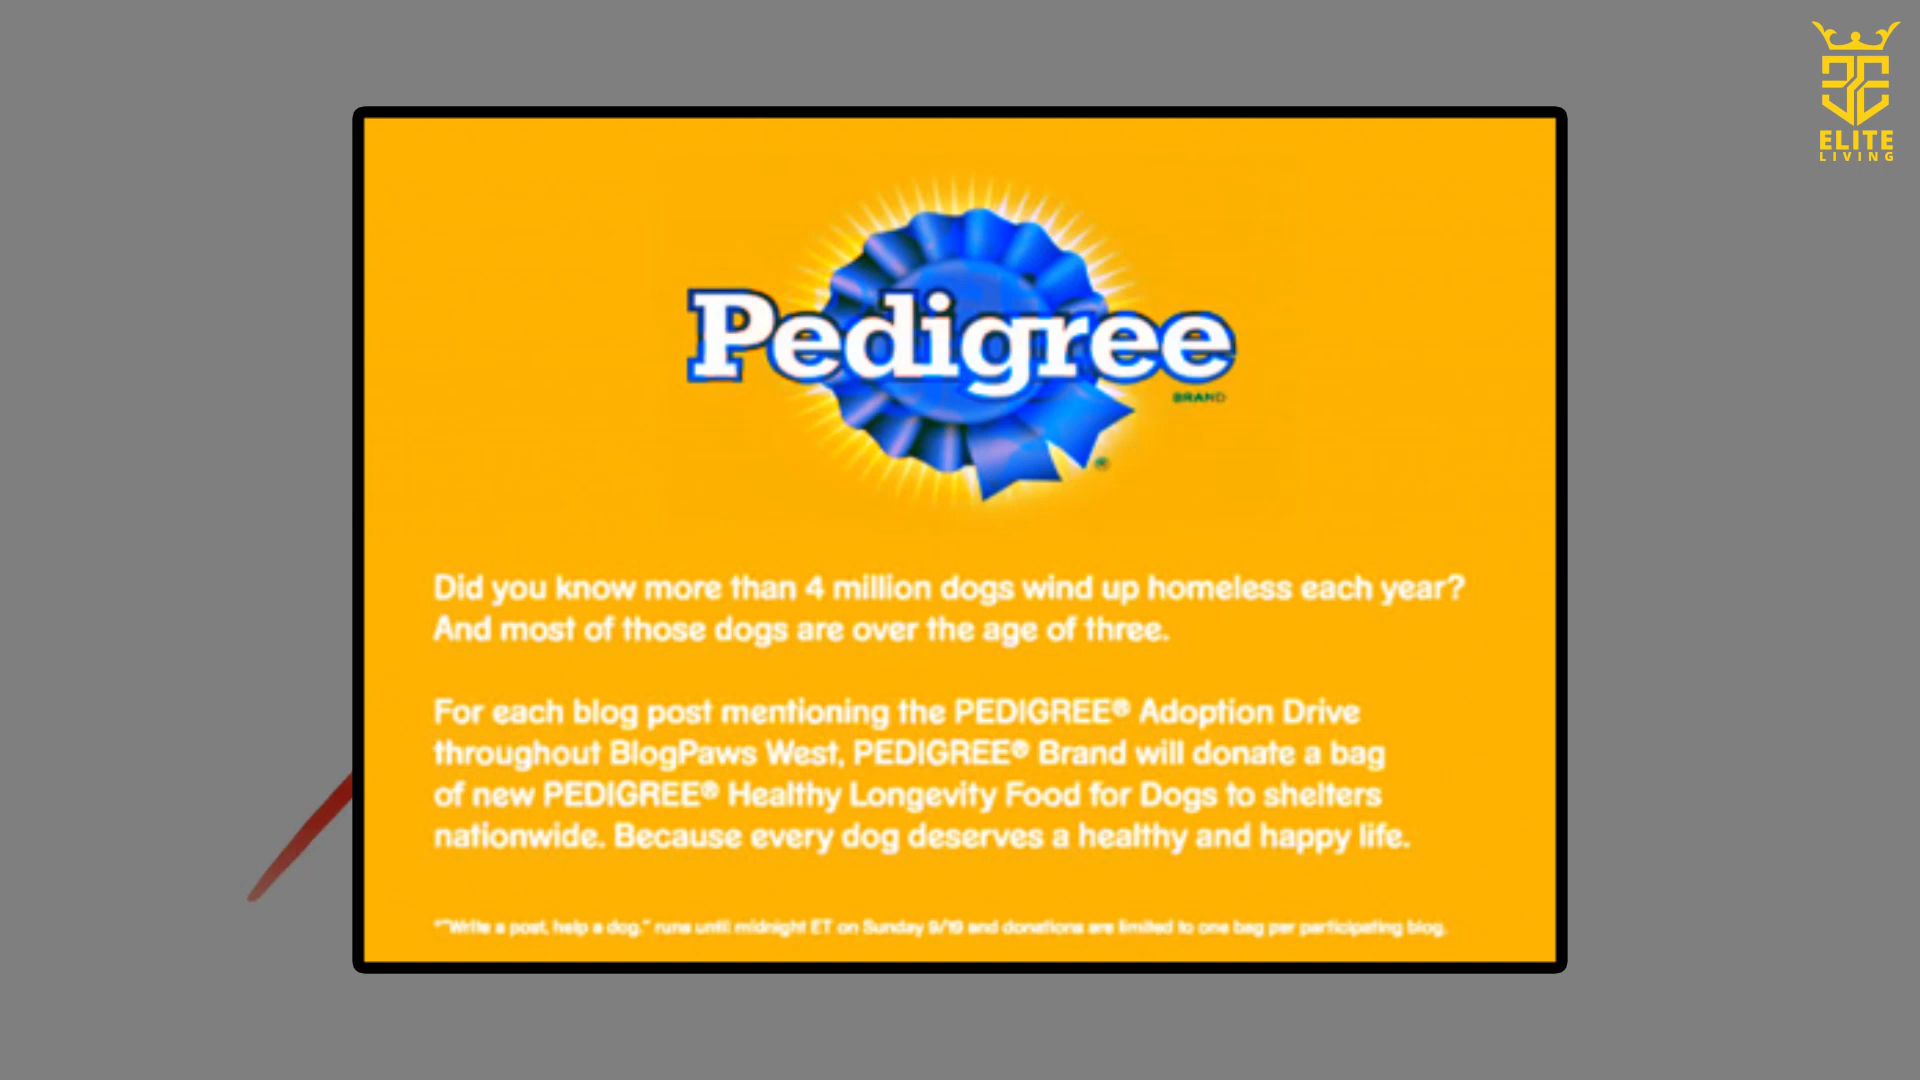 ELITE
LIVING
Pedigree
BRAND
®
Did you know more than 4 million dogs wind up homeless each year?
And most of those dogs are over the age of three.
For each blog post mentioning the PEDIGREE® Adoption Drive
throughout BlogPaws West, PEDIGREE® Brand will donate a bag
of new PEDIGREE® Healthy Longevity Food for Dogs to shelters
nationwide. Because every dog deserves a healthy and happy life.
*"Write a post, help a dog." runs until midnight ET on Sunday 9/19 and donations are limited to one bag per participating blog.